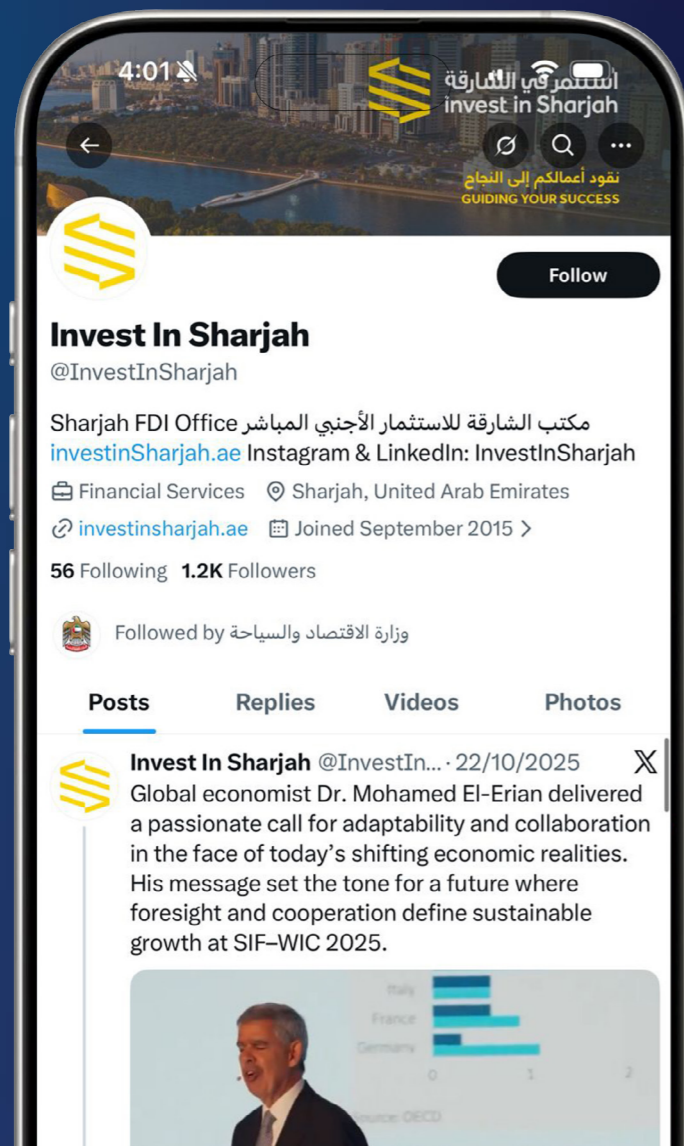 4:01
استثمر في الشارقة
invest in Sharjah
نقود أعمالكم إلى النجاح
GUIDING YOUR SUCCESS
Follow
Invest In Sharjah
@InvestInSharjah
Sharjah FDI Office مكتب الشارقة للاستثمار الأجنبي المباشر
investinSharjah.ae Instagram & LinkedIn: InvestInSharjah
Financial Services Sharjah, United Arab Emirates
investinsharjah.ae Joined September 2015
56 Following 1.2K Followers
Followed by وزارة الاقتصاد والسياحة
Posts Replies Videos Photos
Invest In Sharjah @InvestIn... · 22/10/2025
Global economist Dr. Mohamed El-Erian delivered
a passionate call for adaptability and collaboration
in the face of today's shifting economic realities.
His message set the tone for a future where
foresight and cooperation define sustainable
growth at SIF–WIC 2025.
Italy
France
Germany
0 1 2
Source: OECD